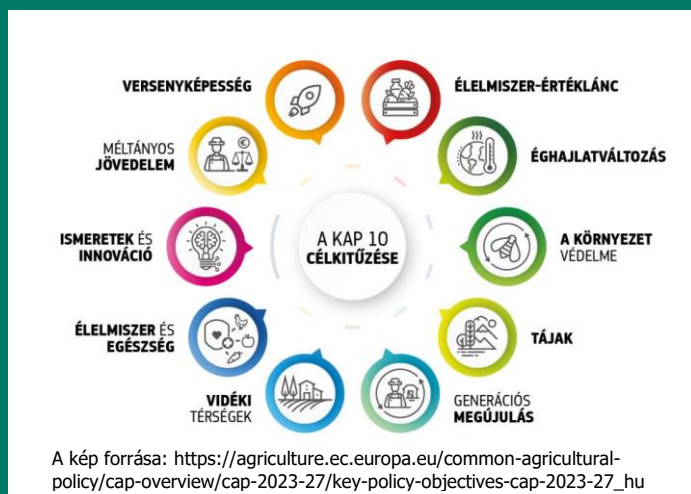 VERSENYKÉPESSÉG
ÉLELMISZER-ÉRTÉKLÁNC
MÉLTÁNYOS
JÖVEDELEM
ÉGHAJLATVÁLTOZÁS
ISMERETEK ÉS
INNOVÁCIÓ
A KAP 10
CÉLKITŰZÉSE
A KÖRNYEZET
VÉDELME
ÉLELMISZER ÉS
EGÉSZSÉG
TÁJAK
VIDÉKI
TÉRSÉGEK
GENERÁCIÓS
MEGÚJULÁS
A kép forrása: https://agriculture.ec.europa.eu/common-agricultural-
policy/cap-overview/cap-2023-27/key-policy-objectives-cap-2023-27_hu